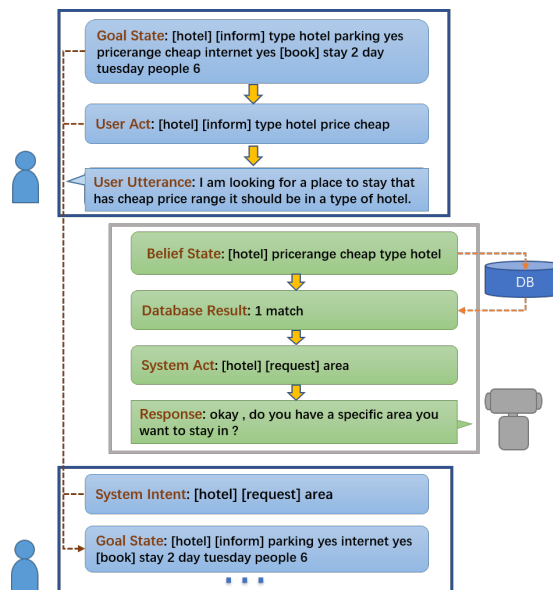 Goal State: [hotel] [inform] type hotel parking yes
pricerange cheap internet yes [book] stay 2 day
tuesday people 6
User Act: [hotel] [inform] type hotel price cheap
User Utterance: I am looking for a place to stay that
has cheap price range it should be in a type of hotel.
Belief State: [hotel] pricerange cheap type hotel
DB
Database Result: 1 match
System Act: [hotel] [request] area
Response: okay , do you have a specific area you
want to stay in ?
System Intent: [hotel] [request] area
Goal State: [hotel] [inform] parking yes internet yes
[book] stay 2 day tuesday people 6